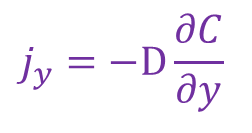 j_y = −D ∂C/∂y